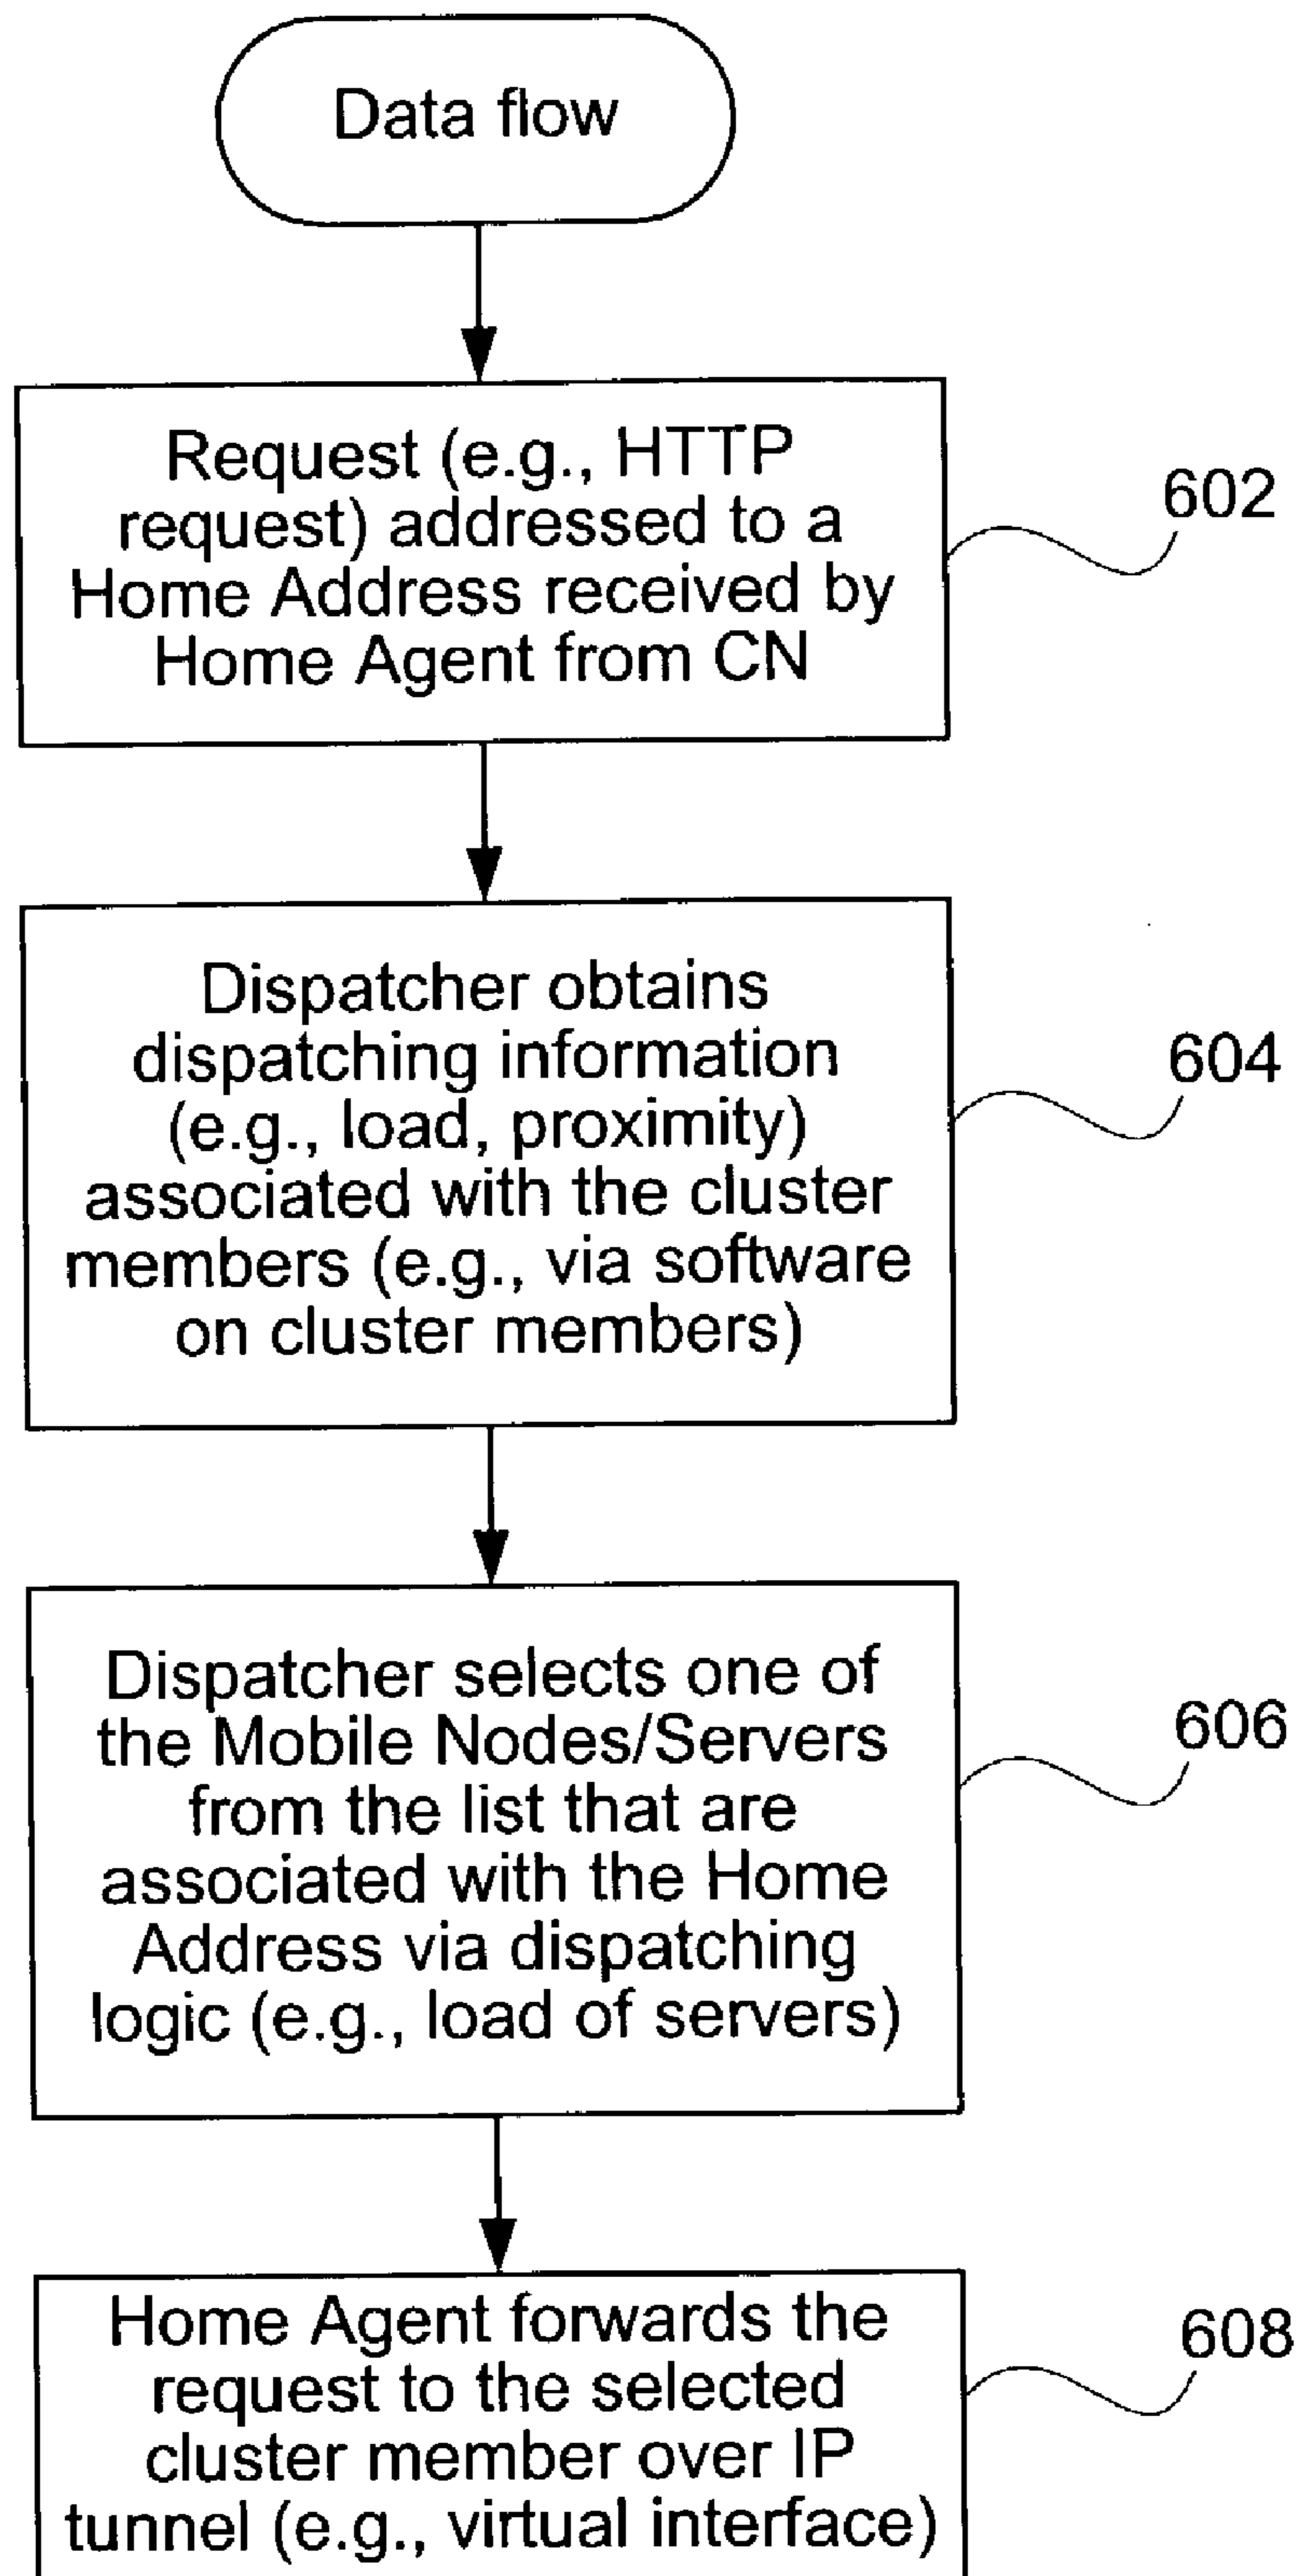 Data flow
Request (e.g., HTTP
request) addressed to a
Home Address received by
Home Agent from CN
602
Dispatcher obtains
dispatching information
(e.g., load, proximity)
associated with the cluster
members (e.g., via software
on cluster members)
604
Dispatcher selects one of
the Mobile Nodes/Servers
from the list that are
associated with the Home
Address via dispatching
logic (e.g., load of servers)
606
Home Agent forwards the
request to the selected
cluster member over IP
tunnel (e.g., virtual interface)
608